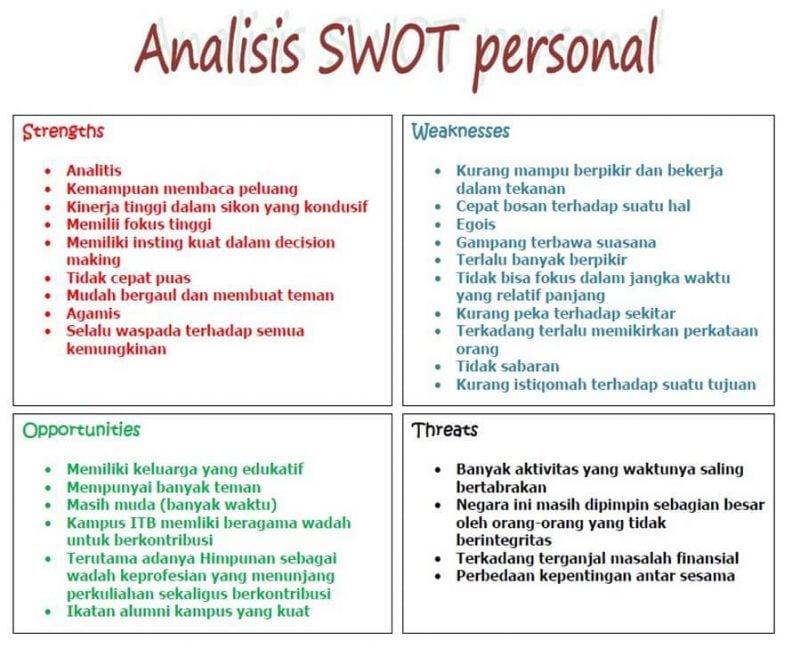 Analisis SWOT personal
Strengths
• Analitis
• Kemampuan membaca peluang
• Kinerja tinggi dalam sikon yang kondusif
• Memilii fokus tinggi
• Memiliki insting kuat dalam decision
making
• Tidak cepat puas
• Mudah bergaul dan membuat teman
• Agamis
• Selalu waspada terhadap semua
kemungkinan
Weaknesses
• Kurang mampu berpikir dan bekerja
dalam tekanan
• Cepat bosan terhadap suatu hal
• Egois
• Gampang terbawa suasana
• Terlalu banyak berpikir
• Tidak bisa fokus dalam jangka waktu
yang relatif panjang
• Kurang peka terhadap sekitar
• Terkadang terlalu memikirkan perkataan
orang
• Tidak sabaran
• Kurang istiqomah terhadap suatu tujuan
Opportunities
• Memiliki keluarga yang edukatif
• Mempunyai banyak teman
• Masih muda (banyak waktu)
• Kampus ITB memliki beragama wadah
untuk berkontribusi
• Terutama adanya Himpunan sebagai
wadah keprofesian yang menunjang
perkuliahan sekaligus berkontribusi
• Ikatan alumni kampus yang kuat
Threats
• Banyak aktivitas yang waktunya saling
bertabrakan
• Negara ini masih dipimpin sebagian besar
oleh orang-orang yang tidak
berintegritas
• Terkadang terganjal masalah finansial
• Perbedaan kepentingan antar sesama